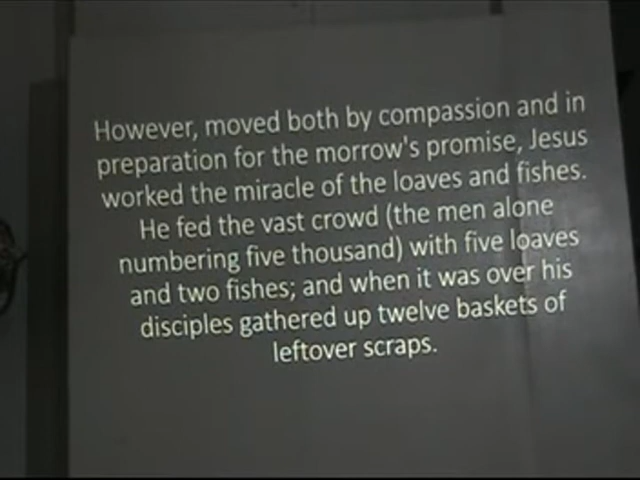 However, moved both by compassion and in
preparation for the morrow's promise, Jesus
worked the miracle of the loaves and fishes.
He fed the vast crowd (the men alone
numbering five thousand) with five loaves
and two fishes; and when it was over his
disciples gathered up twelve baskets of
leftover scraps.